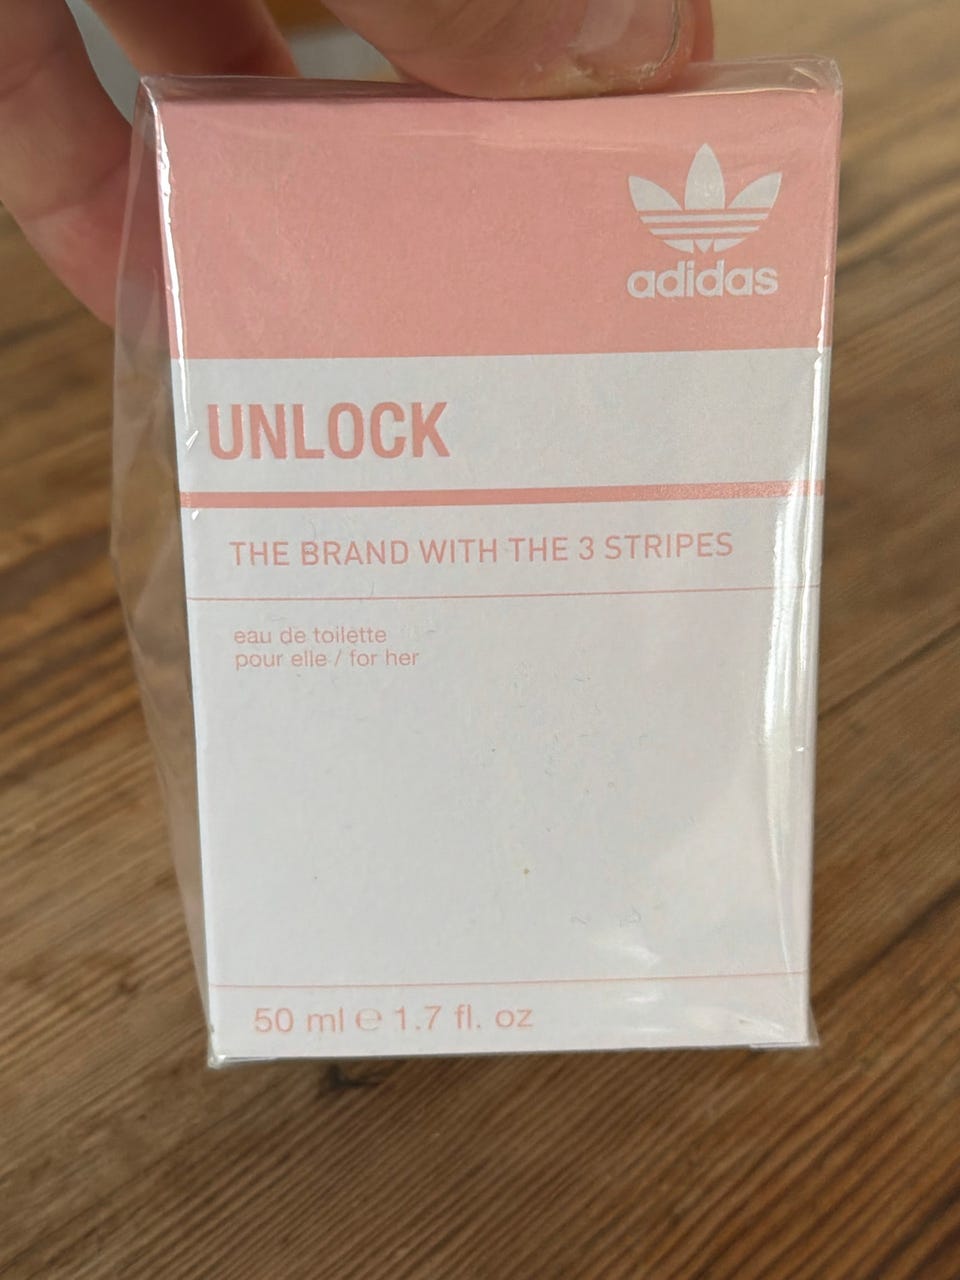 adidas
UNLOCK
THE BRAND WITH THE 3 STRIPES
eau de toilette
pour elle / for her
50 ml ℮ 1.7 fl. oz